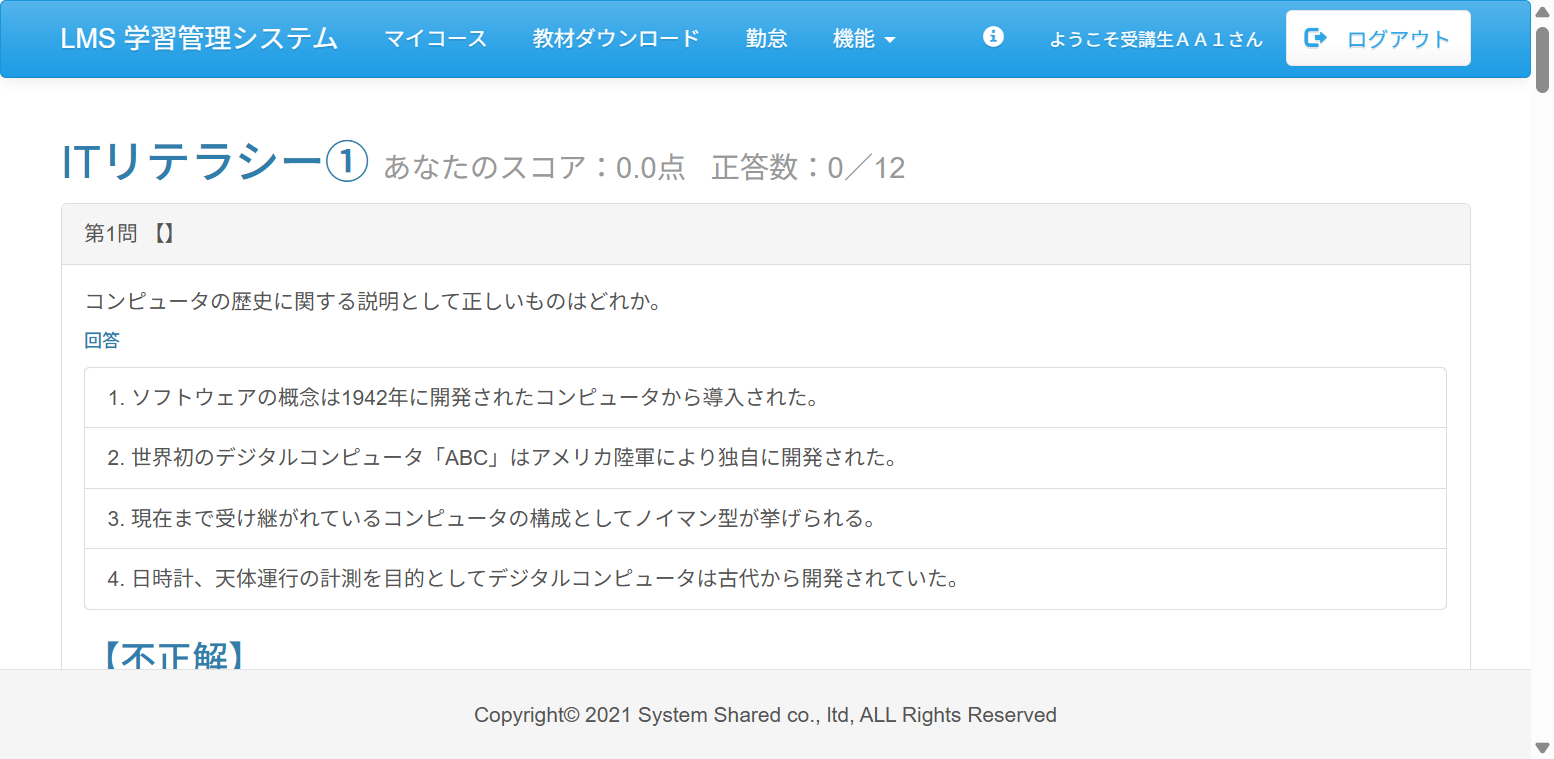 LMS 学習管理システム マイコース 教材ダウンロード 勤怠 機能 ようこそ受講生ＡＡ１さん ログアウト
ITリテラシー① あなたのスコア：0.0点 正答数：0／12
第1問 【】
コンピュータの歴史に関する説明として正しいものはどれか。
回答
1. ソフトウェアの概念は1942年に開発されたコンピュータから導入された。
2. 世界初のデジタルコンピュータ「ABC」はアメリカ陸軍により独自に開発された。
3. 現在まで受け継がれているコンピュータの構成としてノイマン型が挙げられる。
4. 日時計、天体運行の計測を目的としてデジタルコンピュータは古代から開発されていた。
【不正解】
Copyright© 2021 System Shared co., ltd, ALL Rights Reserved